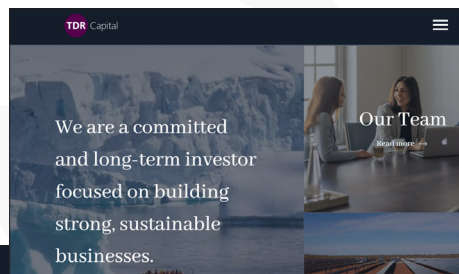 TDR Capital
We are a committed
and long-term investor
focused on building
strong, sustainable
businesses.
Our Team
Read more →